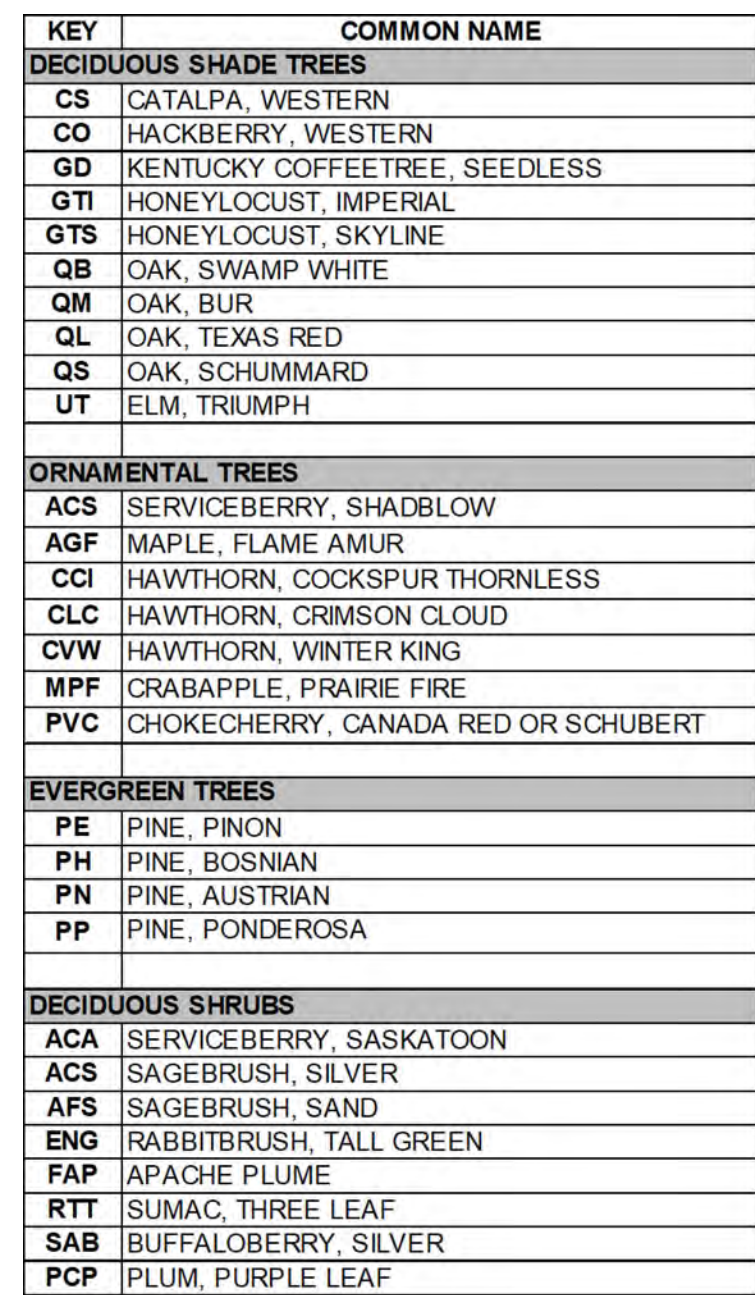 KEY COMMON NAME
DECIDUOUS SHADE TREES
CS CATALPA, WESTERN
CO HACKBERRY, WESTERN
GD KENTUCKY COFFEETREE, SEEDLESS
GTI HONEYLOCUST, IMPERIAL
GTS HONEYLOCUST, SKYLINE
QB OAK, SWAMP WHITE
QM OAK, BUR
QL OAK, TEXAS RED
QS OAK, SCHUMMARD
UT ELM, TRIUMPH
ORNAMENTAL TREES
ACS SERVICEBERRY, SHADBLOW
AGF MAPLE, FLAME AMUR
CCI HAWTHORN, COCKSPUR THORNLESS
CLC HAWTHORN, CRIMSON CLOUD
CVW HAWTHORN, WINTER KING
MPF CRABAPPLE, PRAIRIE FIRE
PVC CHOKECHERRY, CANADA RED OR SCHUBERT
EVERGREEN TREES
PE PINE, PINON
PH PINE, BOSNIAN
PN PINE, AUSTRIAN
PP PINE, PONDEROSA
DECIDUOUS SHRUBS
ACA SERVICEBERRY, SASKATOON
ACS SAGEBRUSH, SILVER
AFS SAGEBRUSH, SAND
ENG RABBITBRUSH, TALL GREEN
FAP APACHE PLUME
RTT SUMAC, THREE LEAF
SAB BUFFALOBERRY, SILVER
PCP PLUM, PURPLE LEAF